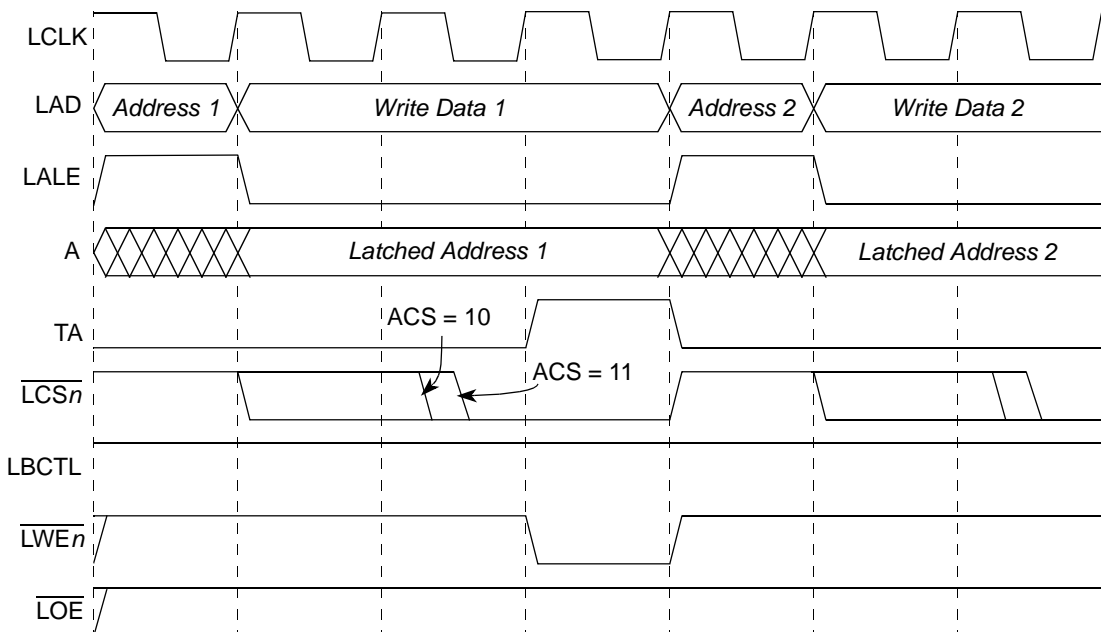 LCLK
LAD Address 1 Write Data 1 Address 2 Write Data 2
LALE
A Latched Address 1 Latched Address 2
TA ACS = 10
LCSn ACS = 11
LBCTL
LWEn
LOE